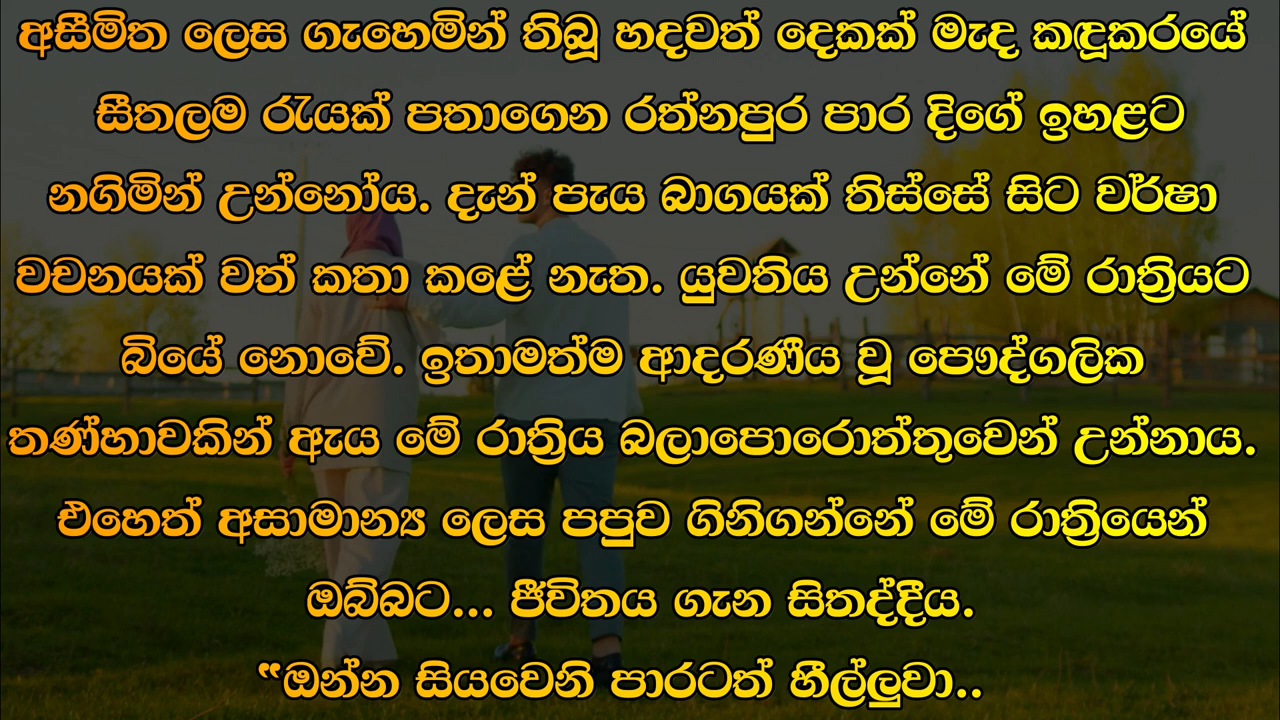 අසීමිත ලෙස ගැහෙමින් තිබූ හදවත් දෙකක් මැද කඳූකරයේ
සීතලම රැයක් පතාගෙන රත්නපුර පාර දිගේ ඉහළට
නගිමින් උන්නෝය. දැන් පැය බාගයක් තිස්සේ සිට වර්ෂා
වචනයක් වත් කතා කළේ නැත. යුවතිය උන්නේ මේ රාත්‍රියට
බියේ නොවේ. ඉතාමත්ම ආදරණීය වූ පෞද්ගලික
තණ්හාවකින් ඇය මේ රාත්‍රිය බලාපොරොත්තුවෙන් උන්නාය.
එහෙත් අසාමාන්‍ය ලෙස පපුව ගිනිගන්නේ මේ රාත්‍රියෙන්
ඔබ්බට... ජීවිතය ගැන සිතද්දීය.
“ඔන්න සියවෙනි පාරටත් හීල්ලුවා..